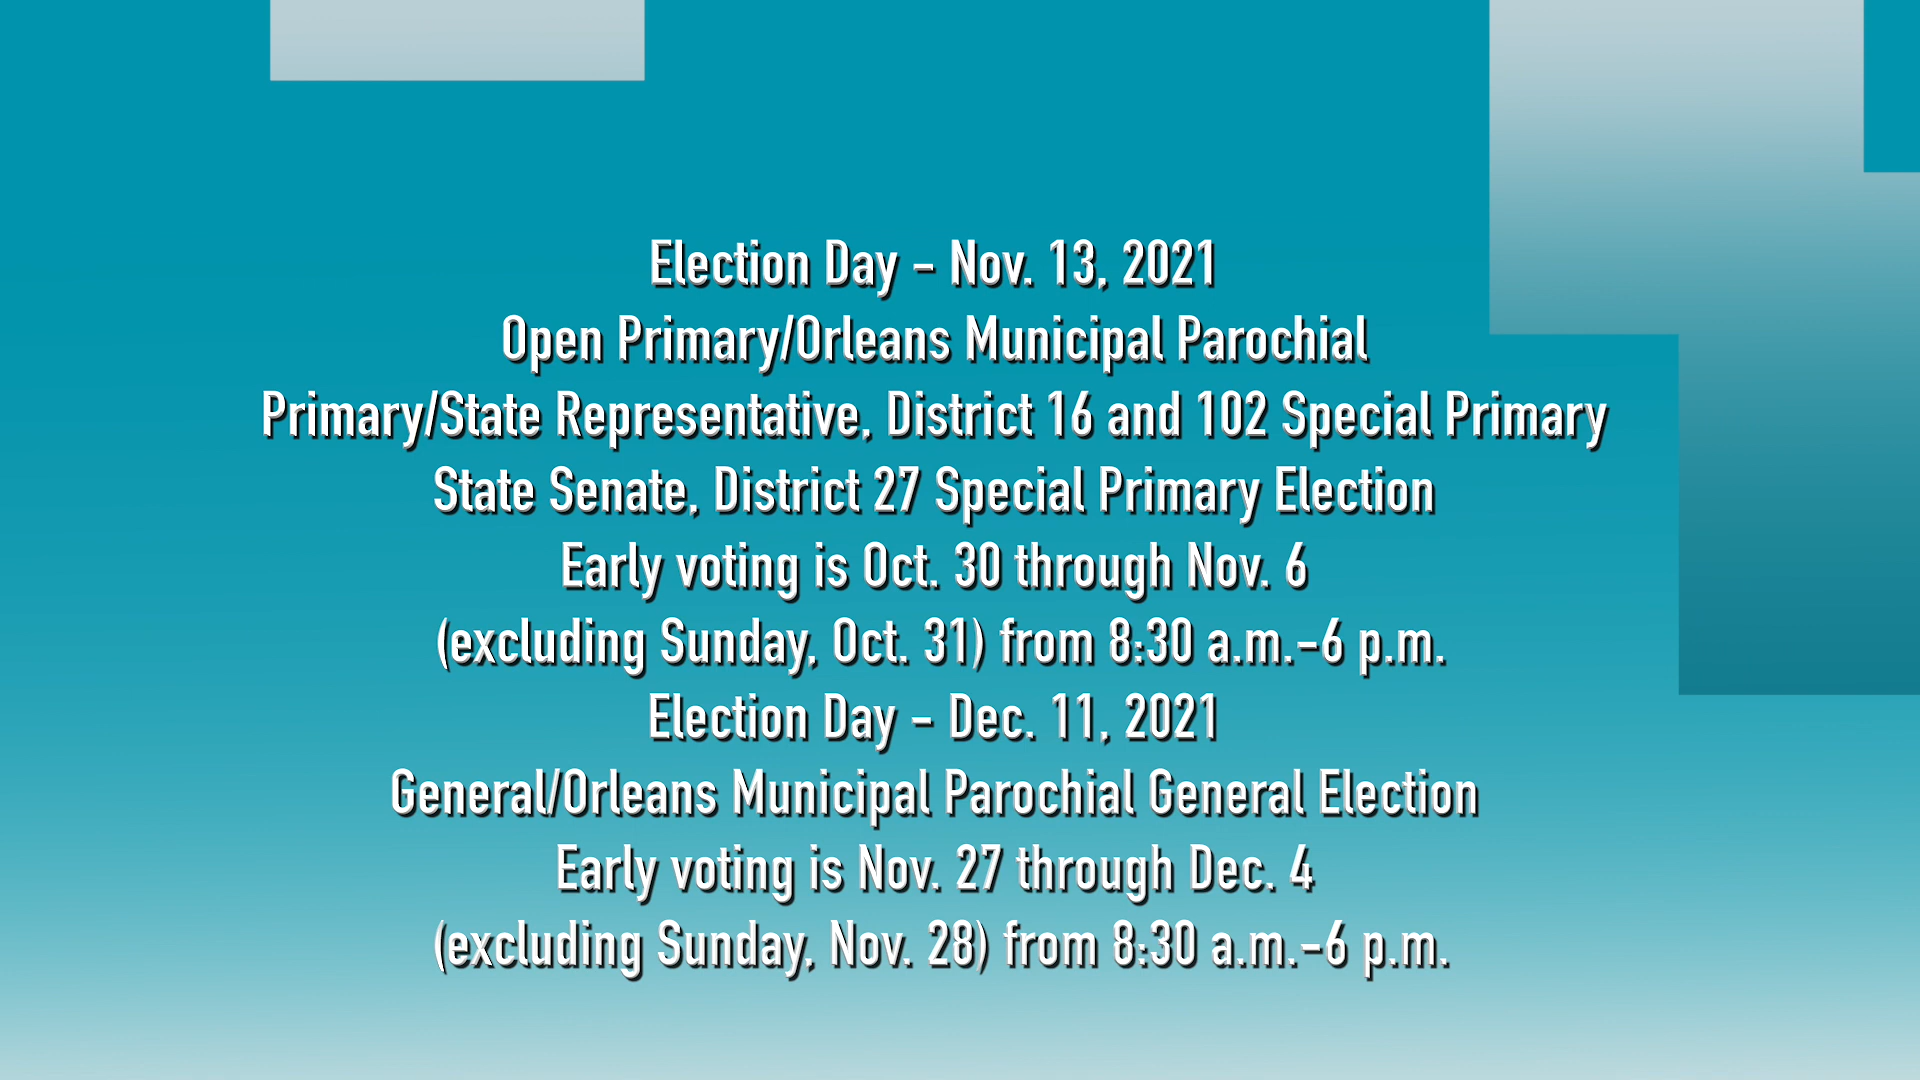 Election Day - Nov. 13, 2021
Open Primary/Orleans Municipal Parochial
Primary/State Representative, District 16 and 102 Special Primary
State Senate, District 27 Special Primary Election
Early voting is Oct. 30 through Nov. 6
(excluding Sunday, Oct. 31) from 8:30 a.m.-6 p.m.
Election Day - Dec. 11, 2021
General/Orleans Municipal Parochial General Election
Early voting is Nov. 27 through Dec. 4
(excluding Sunday, Nov. 28) from 8:30 a.m.-6 p.m.